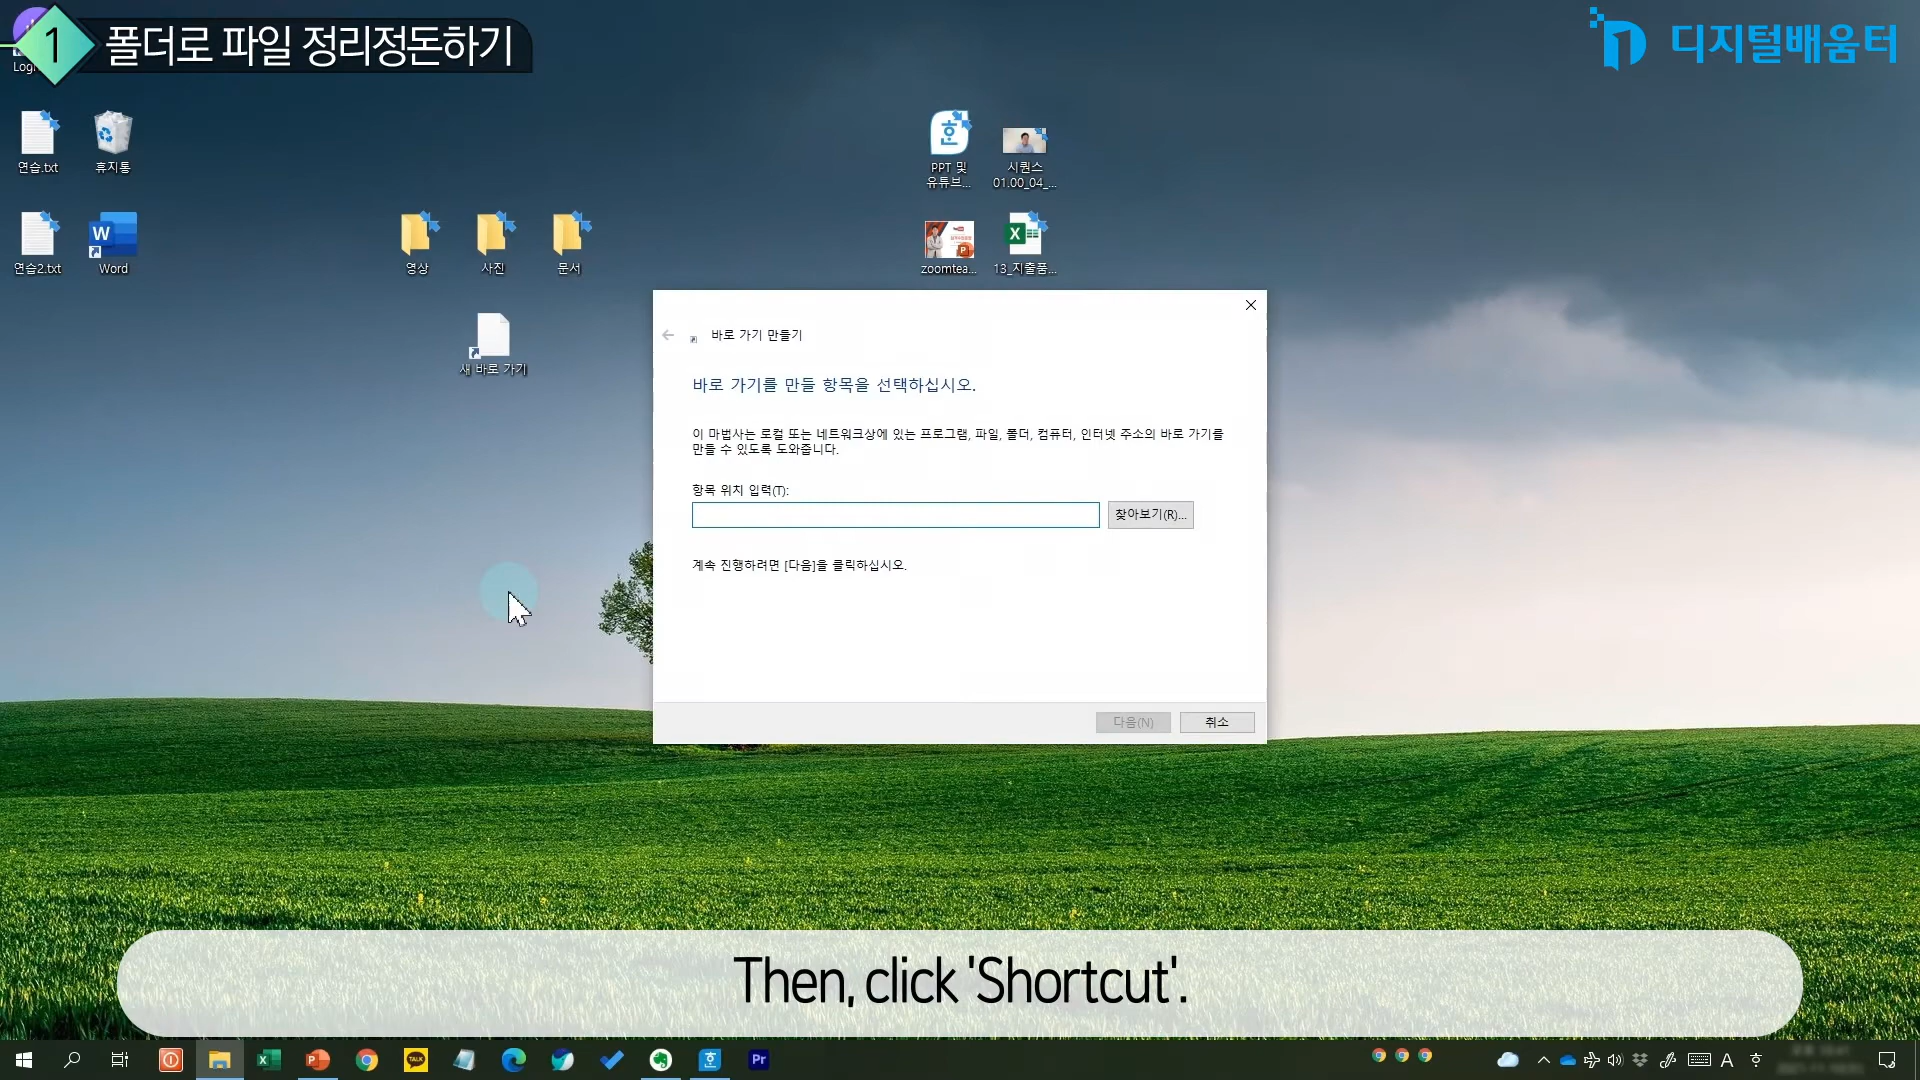 1 폴더로 파일 정리정돈하기
디지털배움터
연습.txt
휴지통
PPT 및
유튜브...
시퀀스
01.00_04_...
연습2.txt
Word
영상
사진
문서
zoomtea...
13_지출품...
새 바로 가기
바로 가기 만들기
바로 가기를 만들 항목을 선택하십시오.
이 마법사는 로컬 또는 네트워크상에 있는 프로그램, 파일, 폴더, 컴퓨터, 인터넷 주소의 바로 가기를
만들 수 있도록 도와줍니다.
항목 위치 입력(T):
찾아보기(R)...
계속 진행하려면 [다음]을 클릭하십시오.
다음(N)
취소
Then, click 'Shortcut'.
TALK
Pr
A